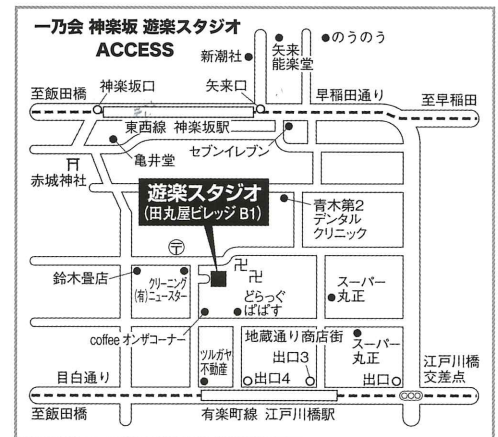 一乃会 神楽坂 遊楽スタジオ
ACCESS
新潮社
矢来
能楽堂
のうのう
神楽坂口
矢来口
早稲田通り
至飯田橋
至早稲田
東西線 神楽坂駅
亀井堂
セブンイレブン
赤城神社
遊楽スタジオ
(田丸屋ビレッジ B1)
青木第2
デンタル
クリニック
〒
卍
卍
鈴木畳店
クリーニング
(有)ニュースター
どらっぐ
ぱぱす
スーパー
丸正
coffee オンザコーナー
地蔵通り商店街
ツルガヤ
不動産
出口3
出口4
スーパー
丸正
出口
江戸川橋
交差点
目白通り
至飯田橋
有楽町線 江戸川橋駅